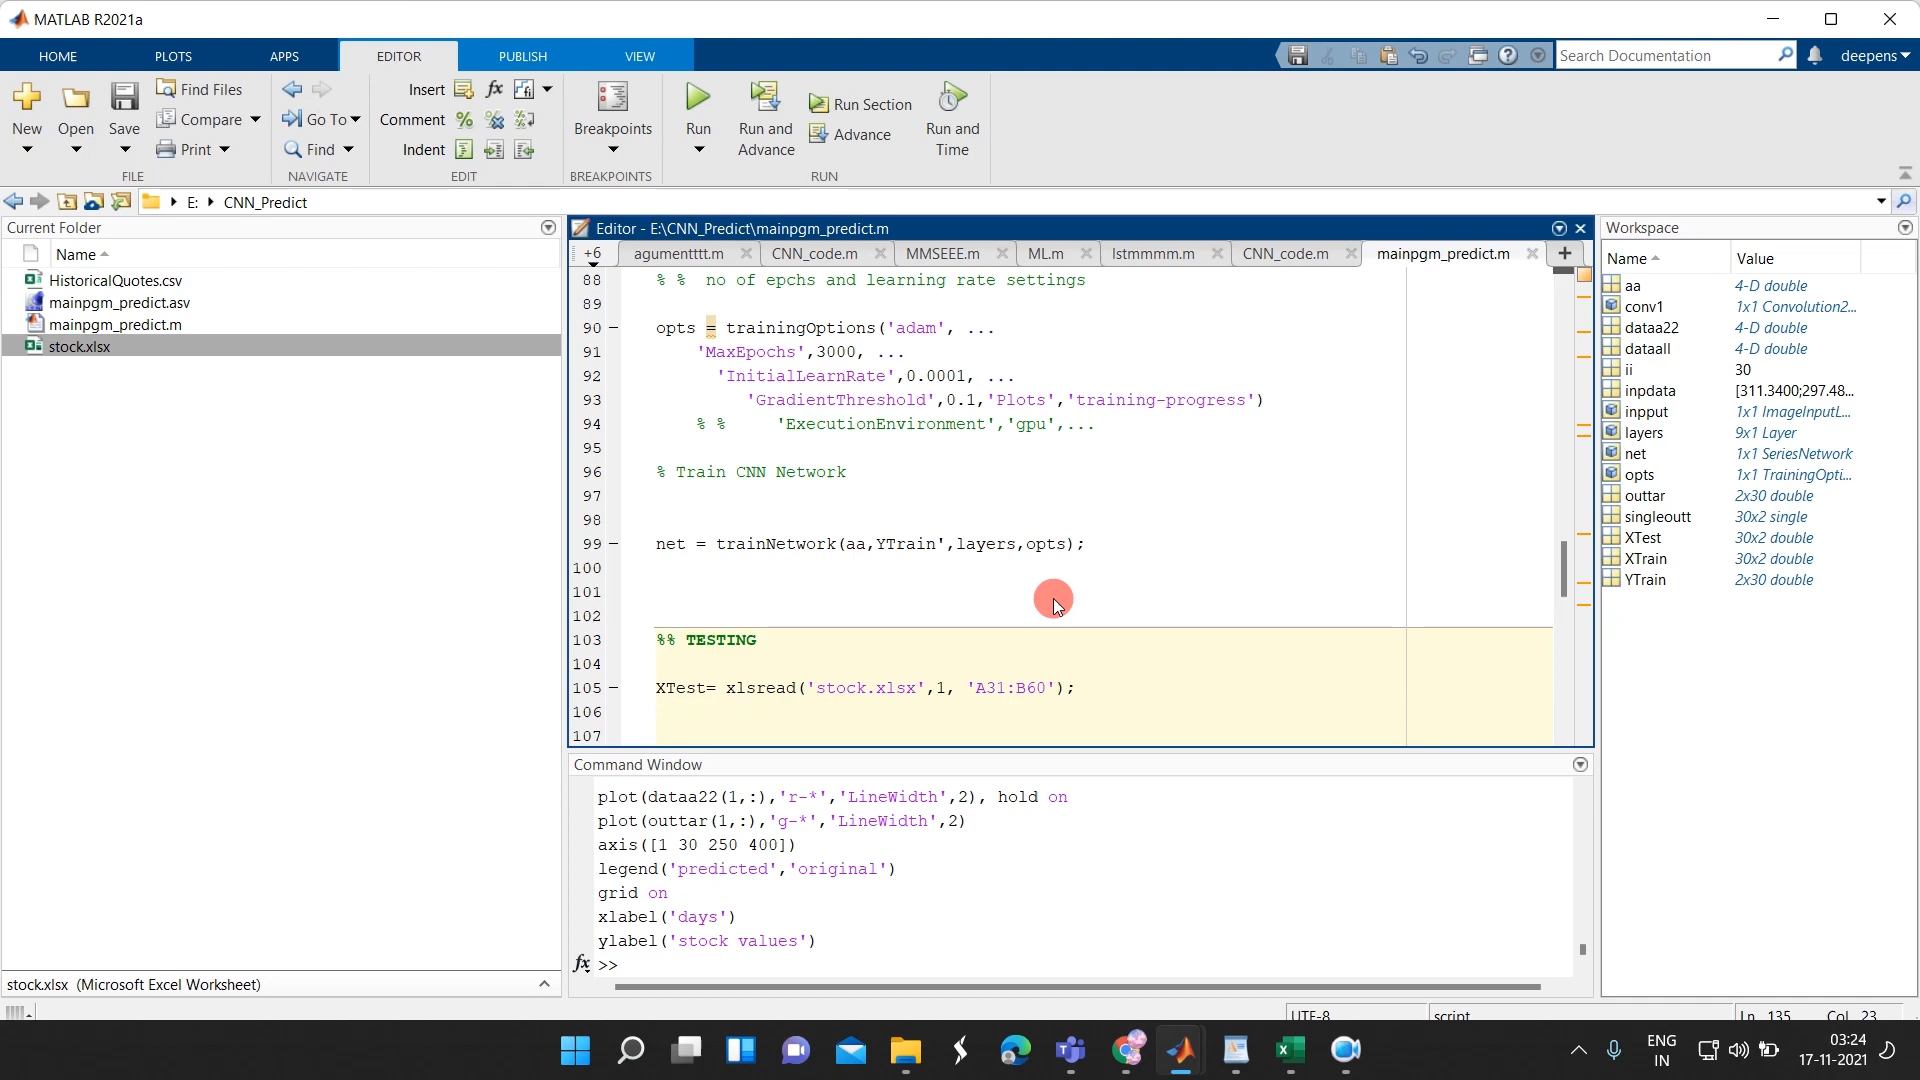 MATLAB R2021a
HOME PLOTS APPS EDITOR PUBLISH VIEW
Search Documentation
deepens
New
Open
Save
Find Files
Compare
Print
FILE
Go To
Find
NAVIGATE
Insert
Comment
Indent
EDIT
Breakpoints
BREAKPOINTS
Run
Run and Advance
Run Section
Advance
Run and Time
RUN
E: CNN_Predict
Current Folder
Name
HistoricalQuotes.csv
mainpgm_predict.asv
mainpgm_predict.m
stock.xlsx
stock.xlsx (Microsoft Excel Worksheet)
Editor - E:\CNN_Predict\mainpgm_predict.m
+6 agumentttt.m CNN_code.m MMSEEE.m ML.m lstmmmm.m CNN_code.m mainpgm_predict.m
88 % % no of epchs and learning rate settings
89
90 opts = trainingOptions('adam', ...
91 'MaxEpochs',3000, ...
92 'InitialLearnRate',0.0001, ...
93 'GradientThreshold',0.1,'Plots','training-progress')
94 % % 'ExecutionEnvironment','gpu',...
95
96 % Train CNN Network
97
98
99 net = trainNetwork(aa,YTrain',layers,opts);
100
101
102
103 %% TESTING
104
105 XTest= xlsread('stock.xlsx',1, 'A31:B60');
106
107
Command Window
plot(dataa22(1,:),'r-*','LineWidth',2), hold on
plot(outtar(1,:),'g-*','LineWidth',2)
axis([1 30 250 400])
legend('predicted','original')
grid on
xlabel('days')
ylabel('stock values')
fx >>
Workspace
Name Value
aa 4-D double
conv1 1x1 Convolution2...
dataa22 4-D double
dataall 4-D double
ii 30
inpdata [311.3400;297.48...
inpput 1x1 ImageInputL...
layers 9x1 Layer
net 1x1 SeriesNetwork
opts 1x1 TrainingOpti...
outtar 2x30 double
singleoutt 30x2 single
XTest 30x2 double
XTrain 30x2 double
YTrain 2x30 double
UTF-8 script Ln 135 Col 23
ENG
IN
03:24
17-11-2021